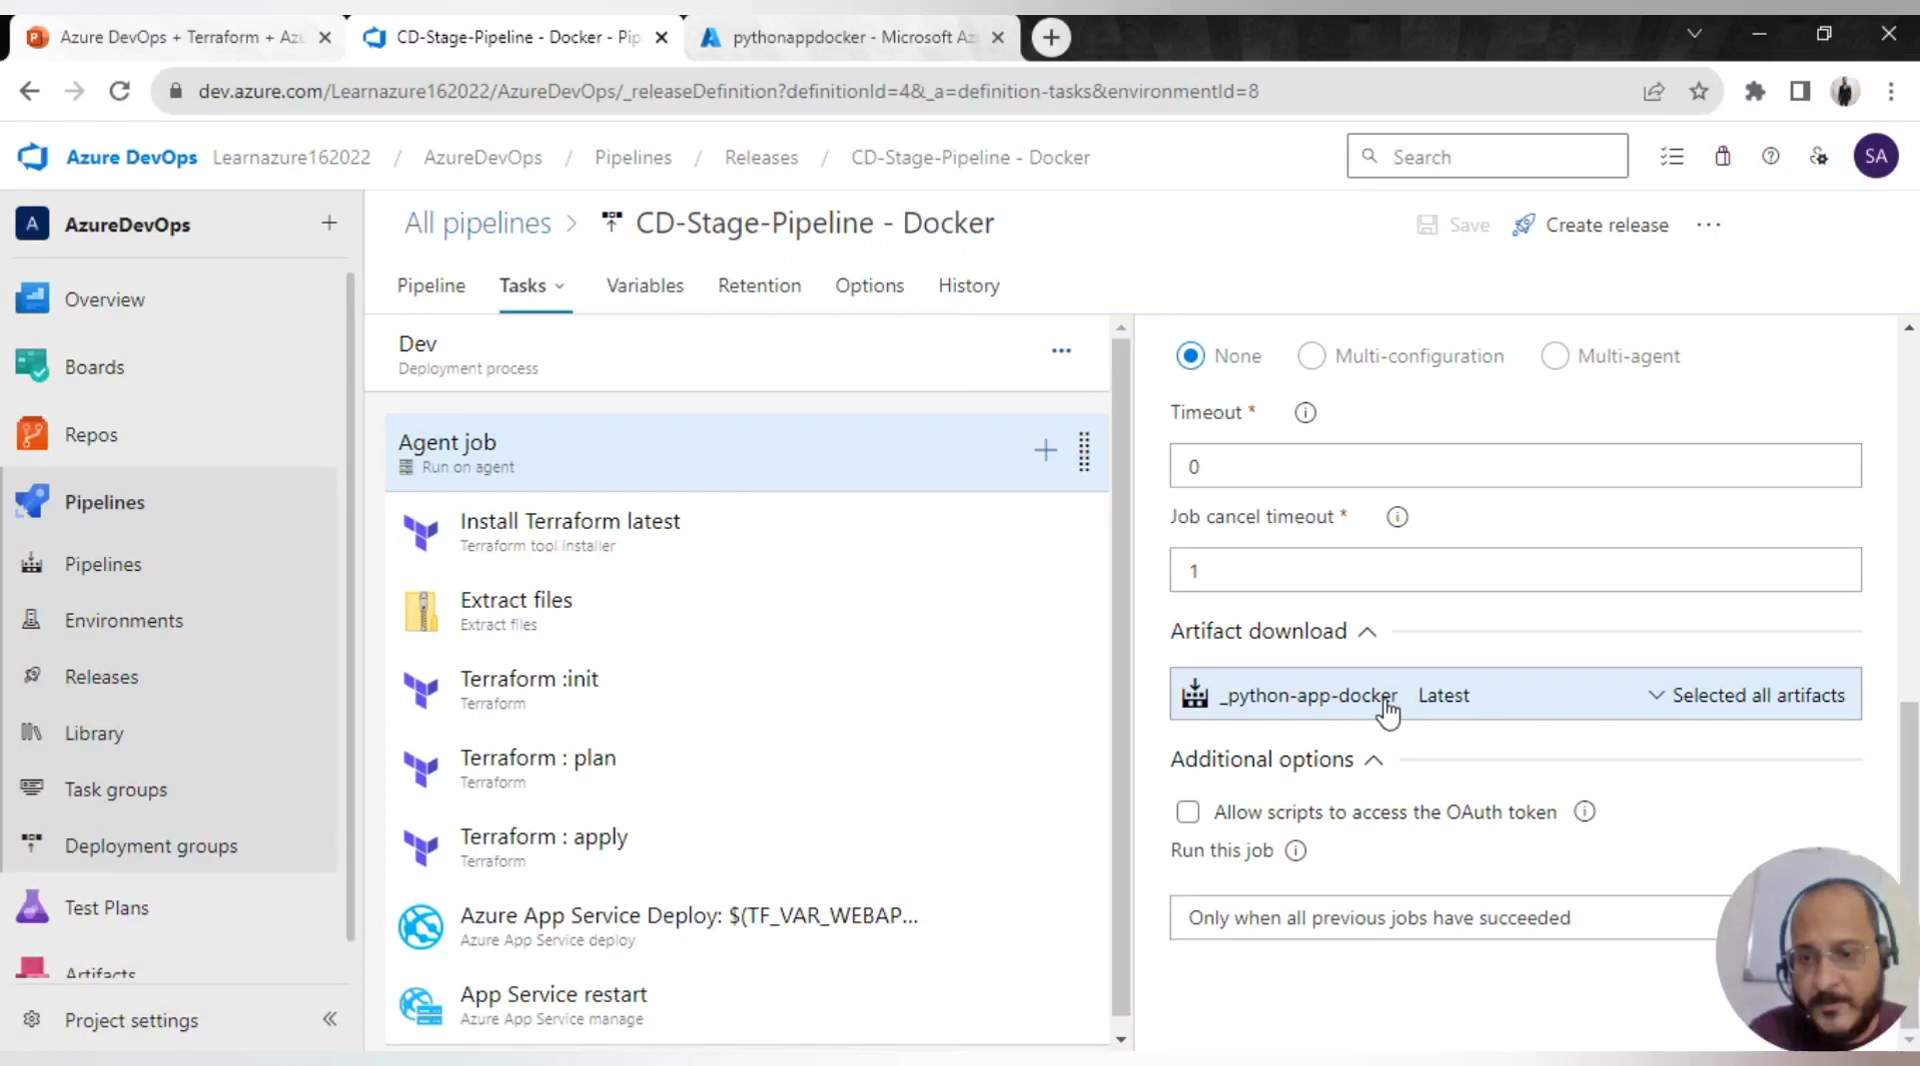 Azure DevOps + Terraform + Azu
CD-Stage-Pipeline - Docker - Pip
pythonappdocker - Microsoft Az
dev.azure.com/Learnazure162022/AzureDevOps/_releaseDefinition?definitionId=4&_a=definition-tasks&environmentId=8
Azure DevOps Learnazure162022 / AzureDevOps / Pipelines / Releases / CD-Stage-Pipeline - Docker
Search
SA
A AzureDevOps
Overview
Boards
Repos
Pipelines
Pipelines
Environments
Releases
Library
Task groups
Deployment groups
Test Plans
Artifacts
Project settings
All pipelines > CD-Stage-Pipeline - Docker
Save
Create release
Pipeline Tasks Variables Retention Options History
Dev
Deployment process
Agent job
Run on agent
Install Terraform latest
Terraform tool installer
Extract files
Extract files
Terraform :init
Terraform
Terraform : plan
Terraform
Terraform : apply
Terraform
Azure App Service Deploy: $(TF_VAR_WEBAP...
Azure App Service deploy
App Service restart
Azure App Service manage
None Multi-configuration Multi-agent
Timeout *
0
Job cancel timeout *
1
Artifact download
_python-app-docker Latest Selected all artifacts
Additional options
Allow scripts to access the OAuth token
Run this job
Only when all previous jobs have succeeded